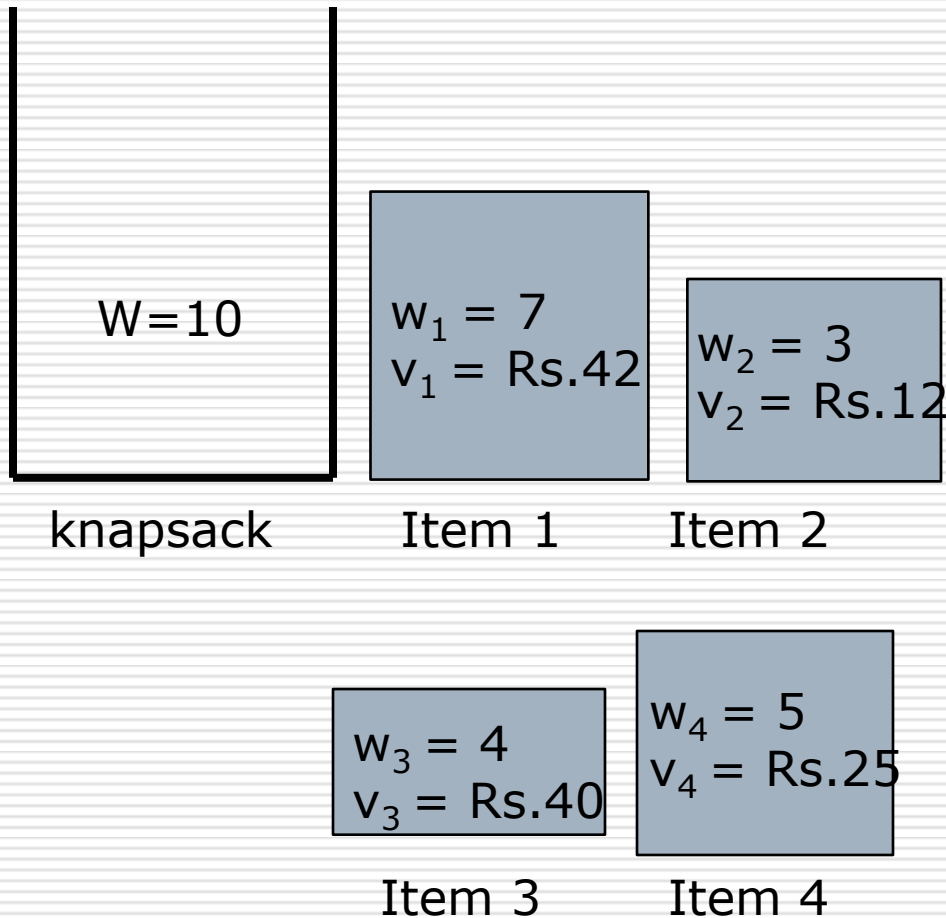 W=10
w₁ = 7
v₁ = Rs.42
w₂ = 3
v₂ = Rs.12
knapsack
Item 1
Item 2
w₃ = 4
v₃ = Rs.40
w₄ = 5
v₄ = Rs.25
Item 3
Item 4